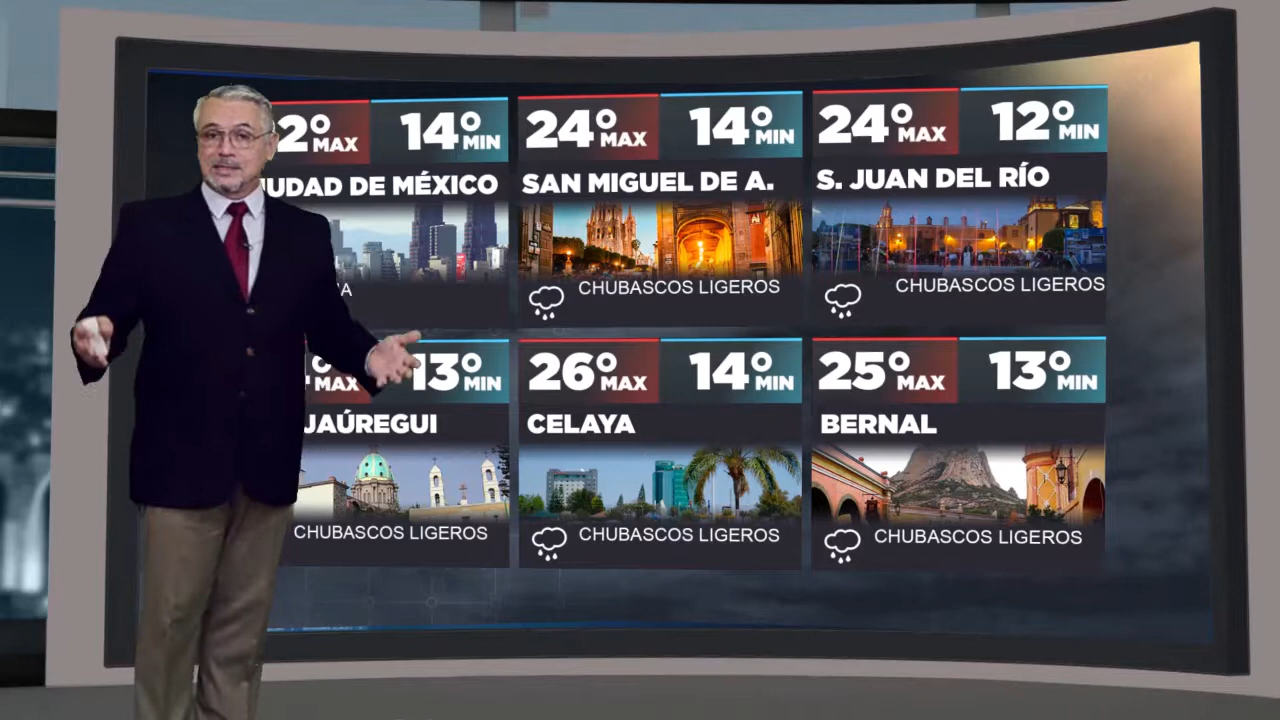 2° MAX 14° MIN
CIUDAD DE MÉXICO
24° MAX 14° MIN
SAN MIGUEL DE A.
CHUBASCOS LIGEROS
24° MAX 12° MIN
S. JUAN DEL RÍO
CHUBASCOS LIGEROS
MAX 13° MIN
JAÚREGUI
CHUBASCOS LIGEROS
26° MAX 14° MIN
CELAYA
CHUBASCOS LIGEROS
25° MAX 13° MIN
BERNAL
CHUBASCOS LIGEROS